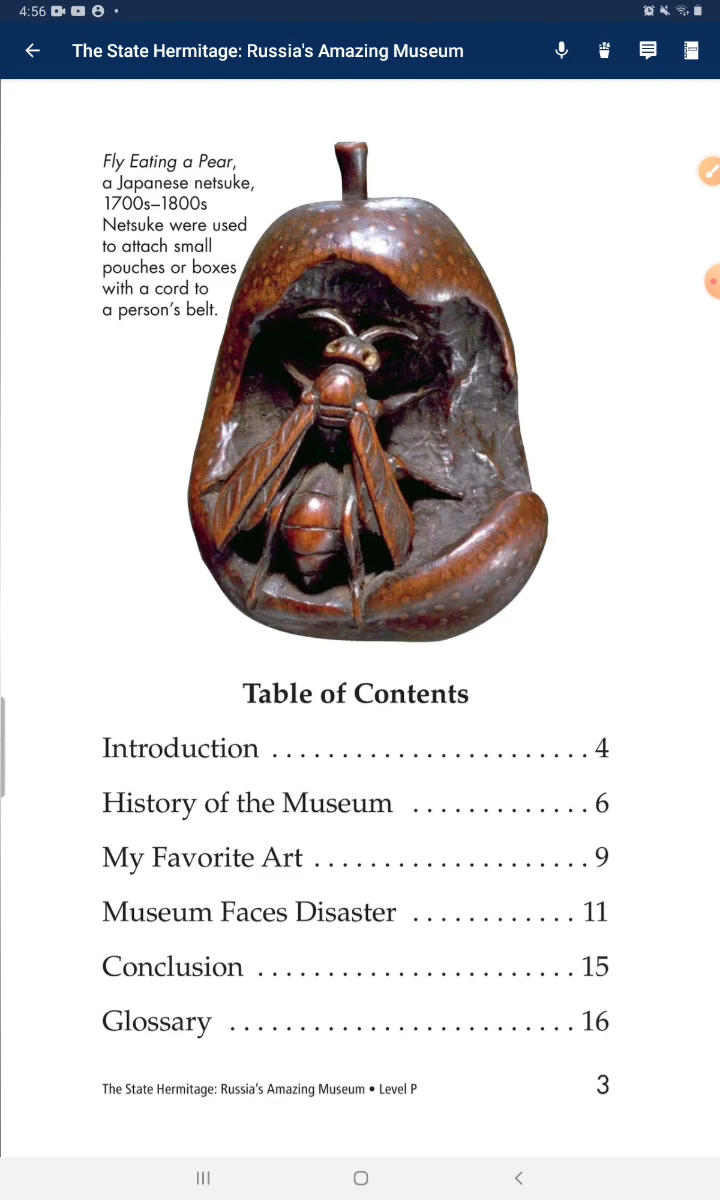 4:56
The State Hermitage: Russia's Amazing Museum
Fly Eating a Pear,
a Japanese netsuke,
1700s–1800s
Netsuke were used
to attach small
pouches or boxes
with a cord to
a person's belt.
Table of Contents
Introduction . . . . . . . . . . . . . . . . . . . . . . . 4
History of the Museum . . . . . . . . . . . . . 6
My Favorite Art . . . . . . . . . . . . . . . . . . . . 9
Museum Faces Disaster . . . . . . . . . . . . 11
Conclusion . . . . . . . . . . . . . . . . . . . . . . . 15
Glossary . . . . . . . . . . . . . . . . . . . . . . . . . 16
The State Hermitage: Russia's Amazing Museum • Level P
3